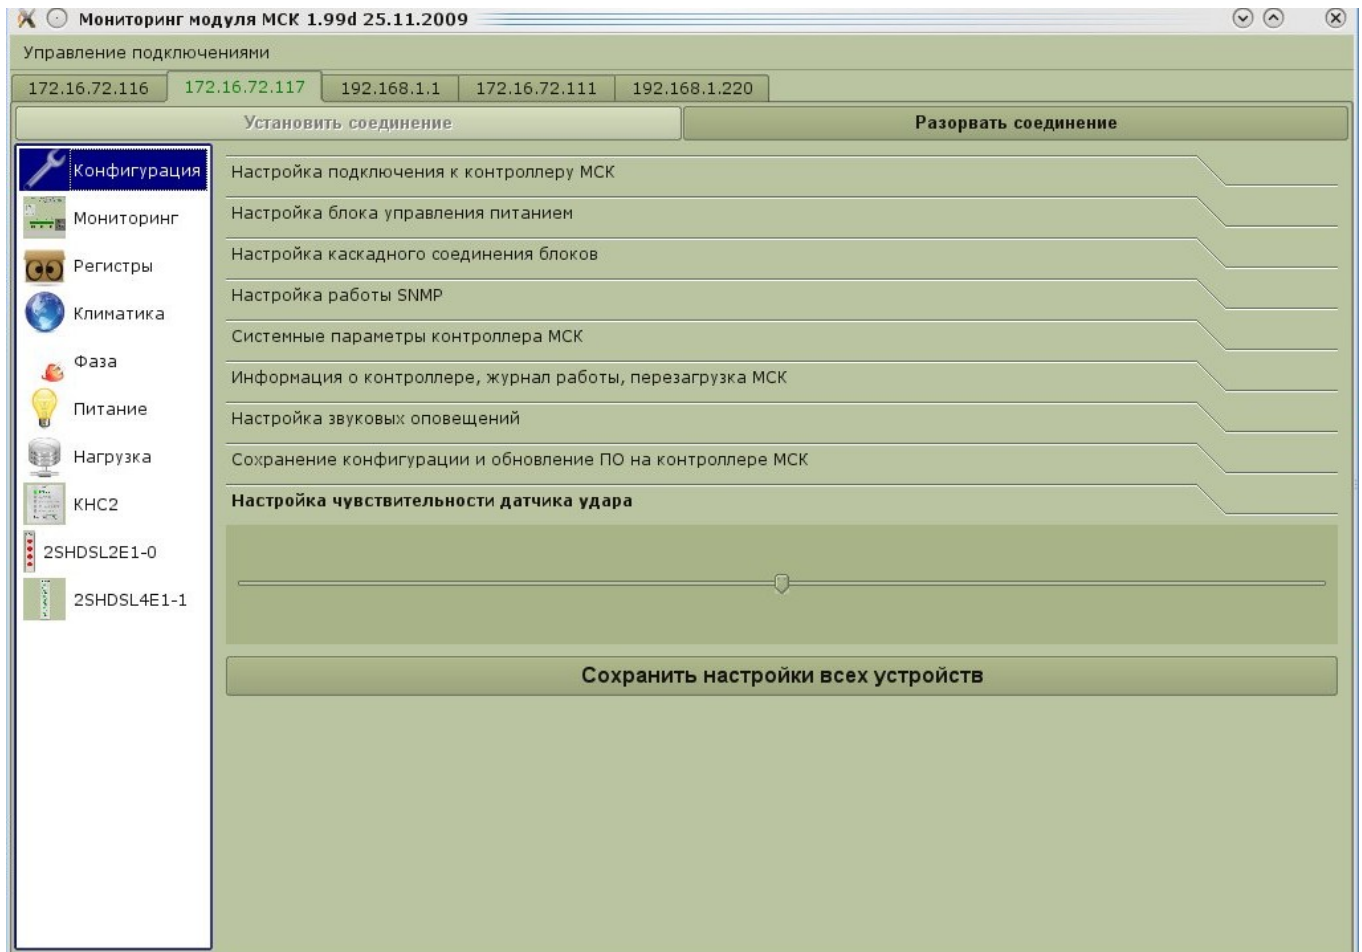 Мониторинг модуля МСК 1.99d 25.11.2009
Управление подключениями
172.16.72.116 172.16.72.117 192.168.1.1 172.16.72.111 192.168.1.220
Установить соединение Разорвать соединение
Конфигурация
Мониторинг
Регистры
Климатика
Фаза
Питание
Нагрузка
КНС2
2SHDSL2E1-0
2SHDSL4E1-1
Настройка подключения к контроллеру МСК
Настройка блока управления питанием
Настройка каскадного соединения блоков
Настройка работы SNMP
Системные параметры контроллера МСК
Информация о контроллере, журнал работы, перезагрузка МСК
Настройка звуковых оповещений
Сохранение конфигурации и обновление ПО на контроллере МСК
Настройка чувствительности датчика удара
Сохранить настройки всех устройств